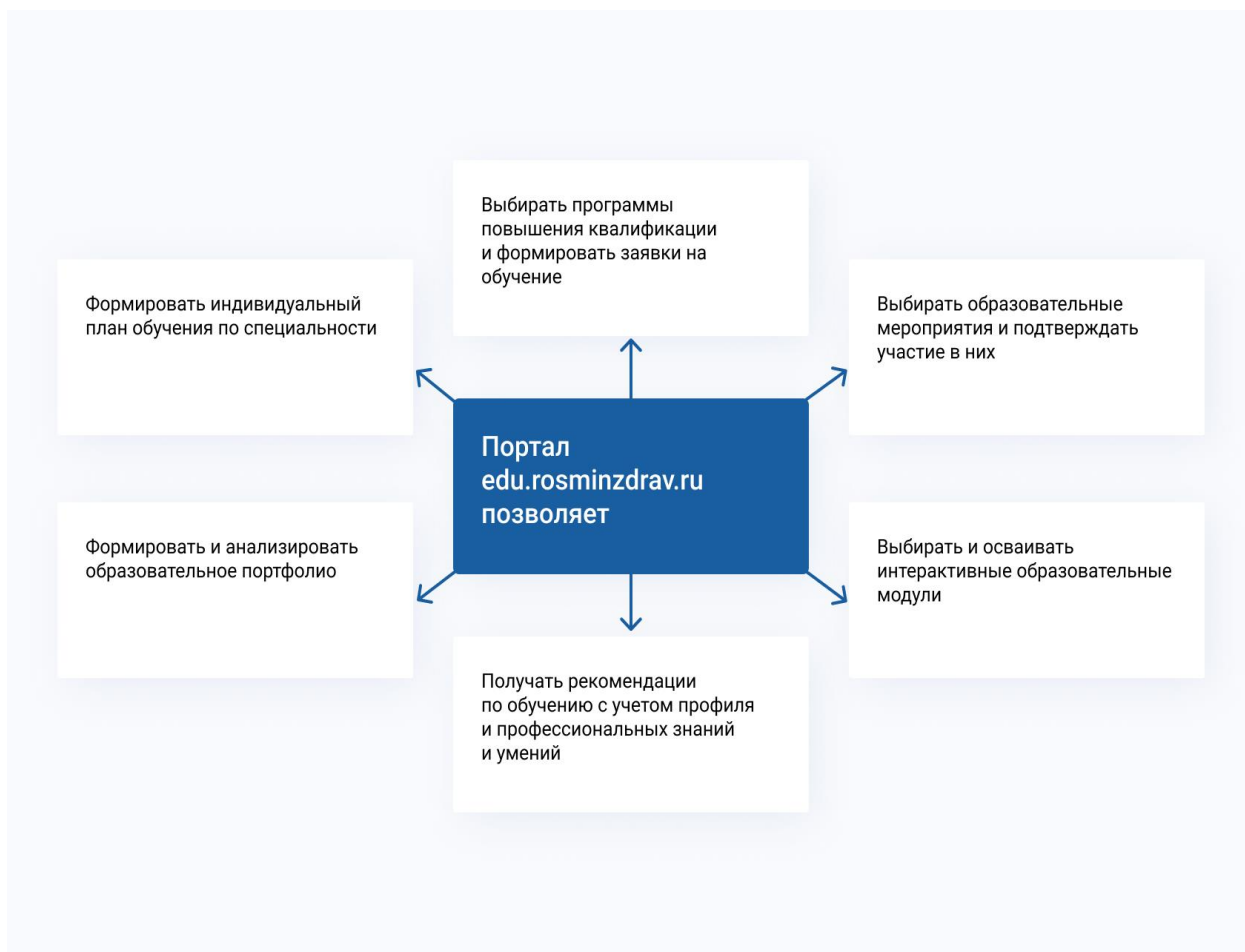 Выбирать программы
повышения квалификации
и формировать заявки на
обучение
Формировать индивидуальный
план обучения по специальности
Выбирать образовательные
мероприятия и подтверждать
участие в них
Портал
edu.rosminzdrav.ru
позволяет
Формировать и анализировать
образовательное портфолио
Выбирать и осваивать
интерактивные образовательные
модули
Получать рекомендации
по обучению с учетом профиля
и профессиональных знаний
и умений